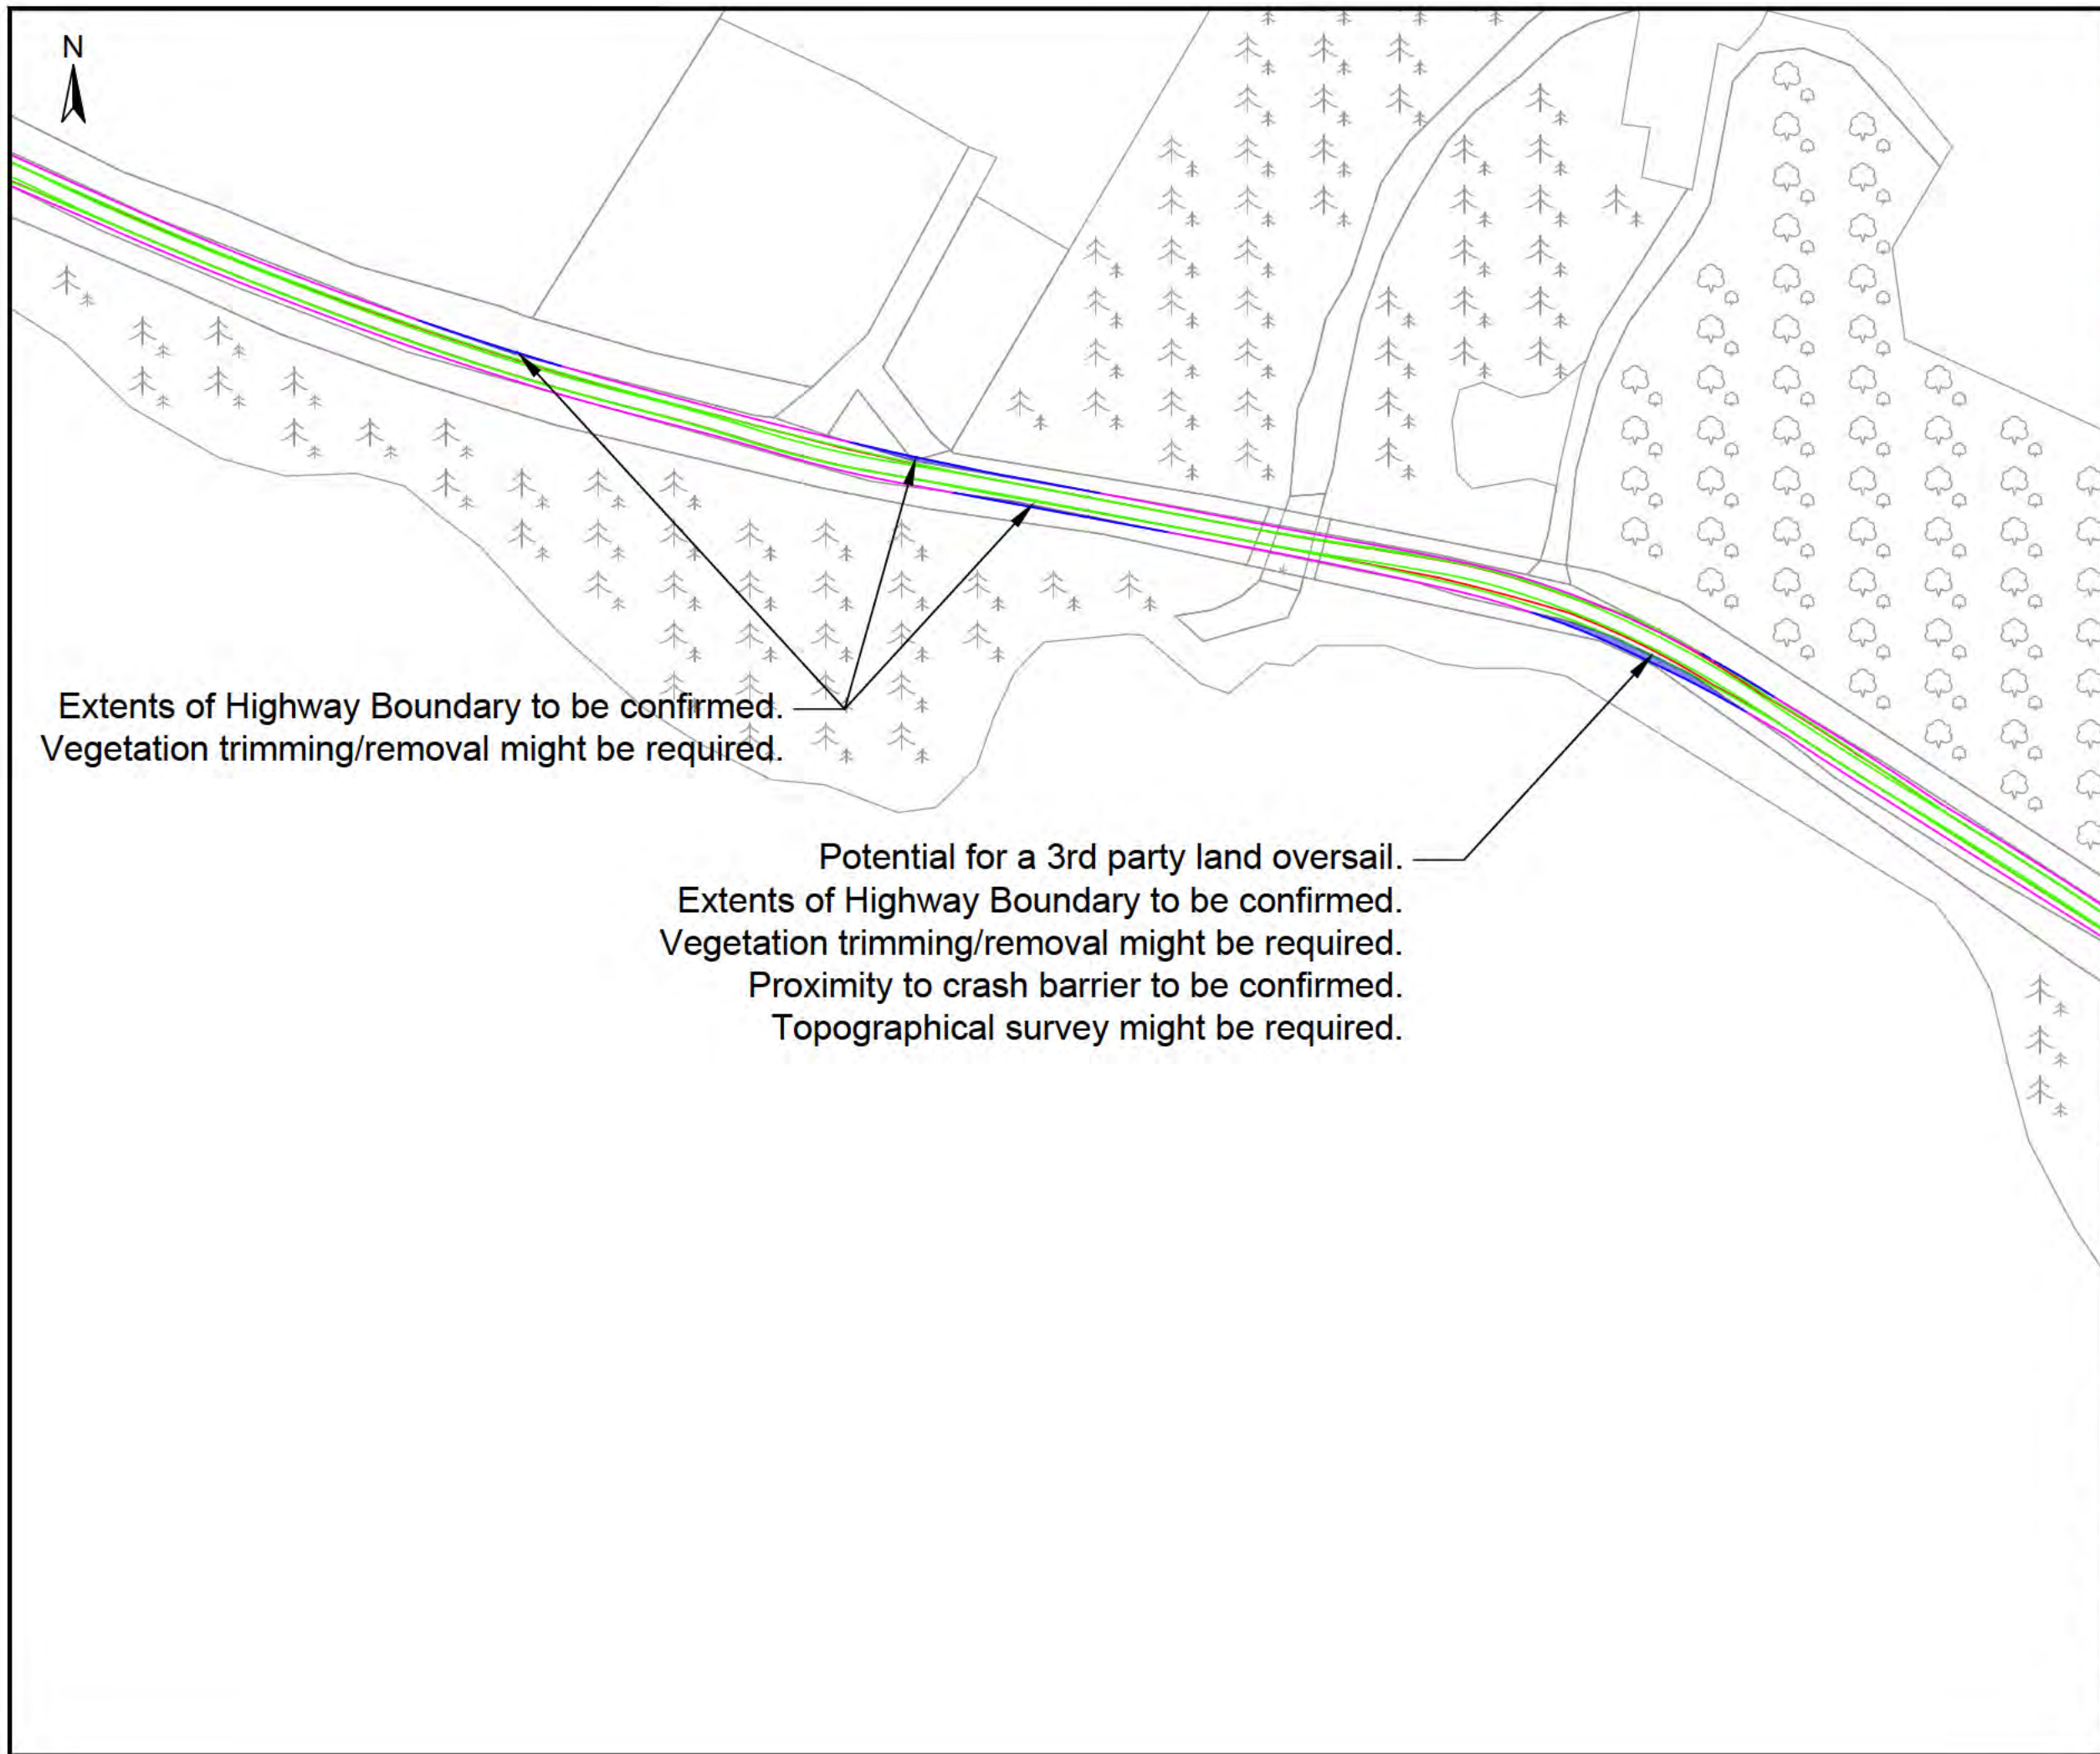 N
Extents of Highway Boundary to be confirmed.
Vegetation trimming/removal might be required.
Potential for a 3rd party land oversail.
Extents of Highway Boundary to be confirmed.
Vegetation trimming/removal might be required.
Proximity to crash barrier to be confirmed.
Topographical survey might be required.